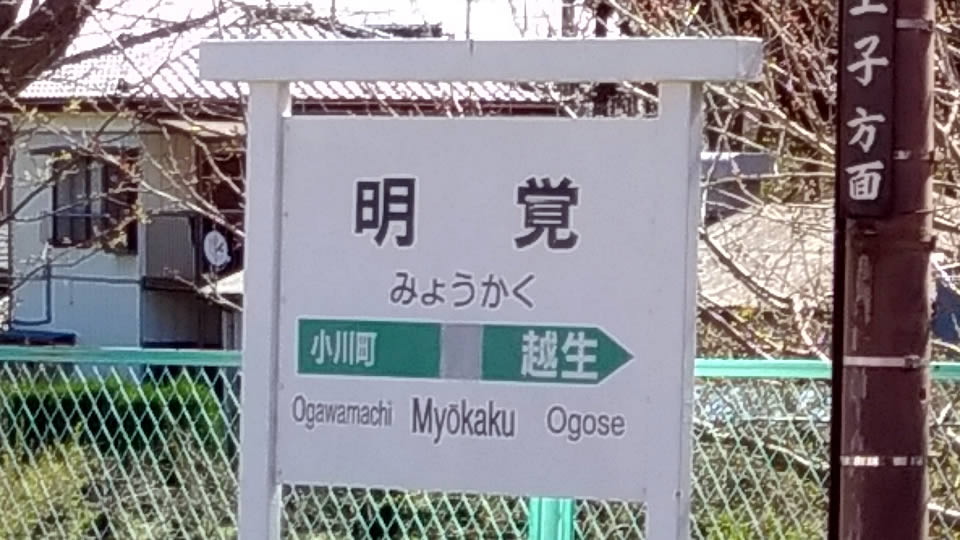 明 覚
みょうかく
小川町 越生
Ogawamachi Myōkaku Ogose
子方面